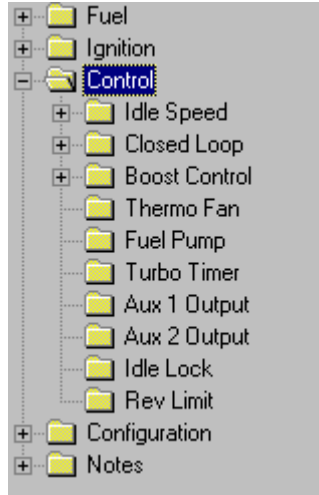 Fuel
Ignition
Control
Idle Speed
Closed Loop
Boost Control
Thermo Fan
Fuel Pump
Turbo Timer
Aux 1 Output
Aux 2 Output
Idle Lock
Rev Limit
Configuration
Notes